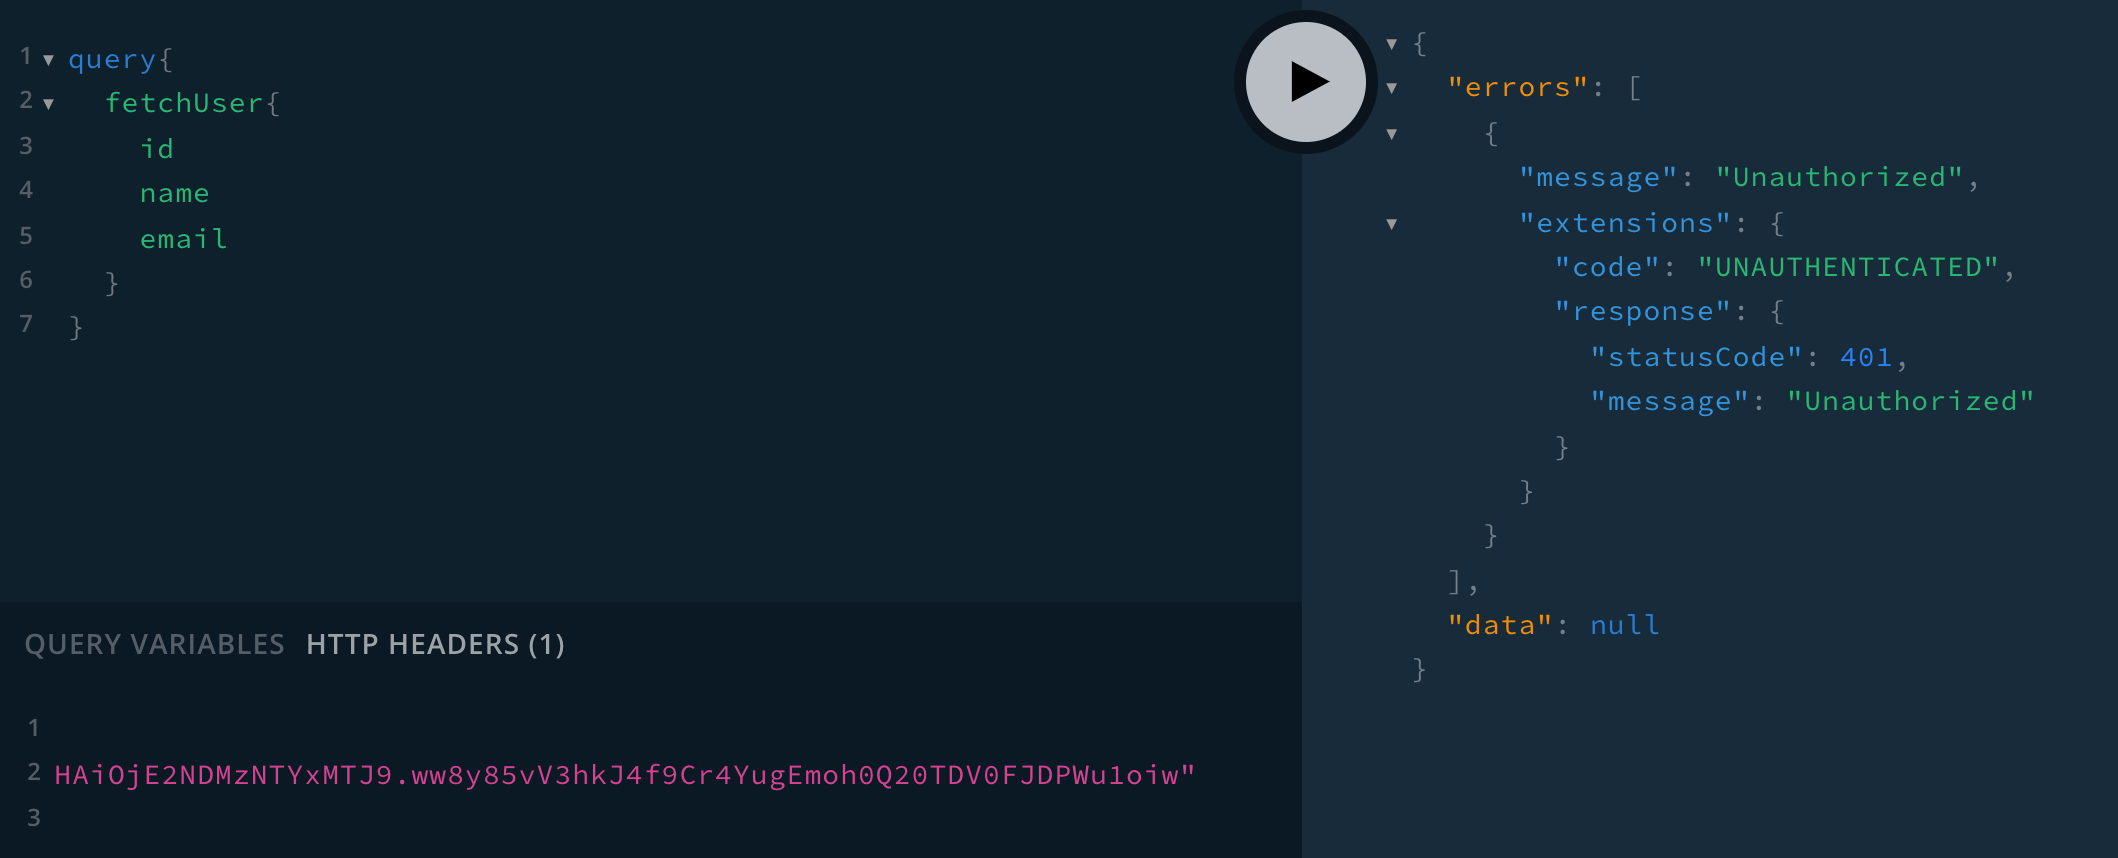 1 query{
2 fetchUser{
3 id
4 name
5 email
6 }
7 }
QUERY VARIABLES HTTP HEADERS (1)
1
2 HAiOjE2NDMzNTYxMTJ9.ww8y85vV3hkJ4f9Cr4YugEmoh0Q20TDV0FJDPWu1oiw"
3
{
"errors": [
{
"message": "Unauthorized",
"extensions": {
"code": "UNAUTHENTICATED",
"response": {
"statusCode": 401,
"message": "Unauthorized"
}
}
}
],
"data": null
}